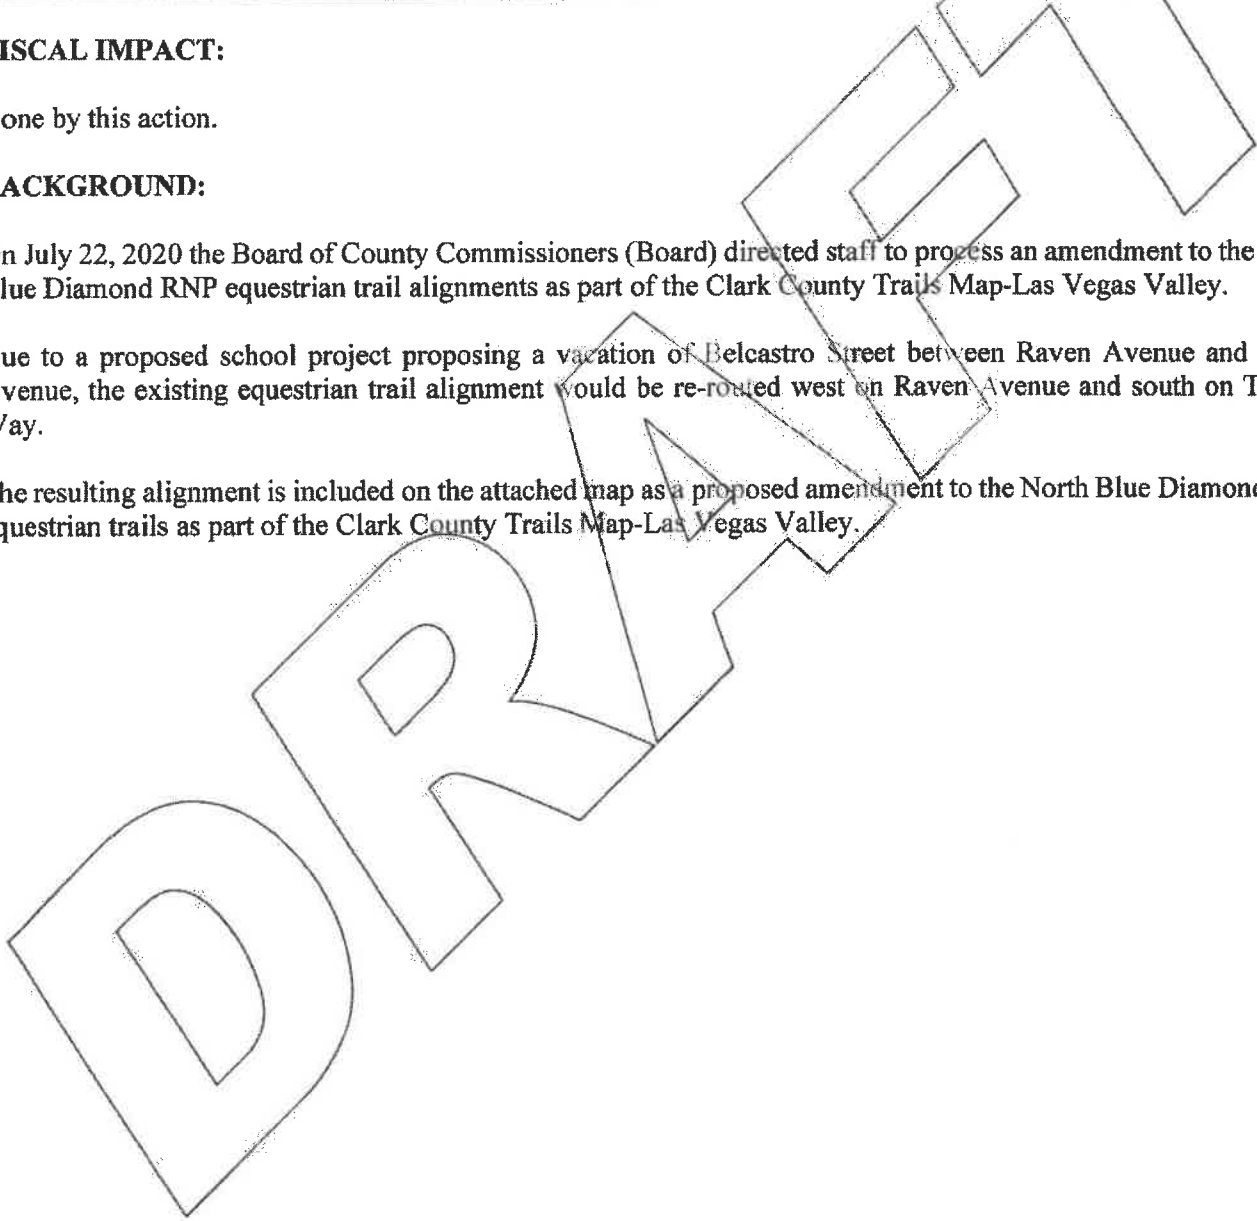 ISCAL IMPACT:
one by this action.
ACKGROUND:
n July 22, 2020 the Board of County Commissioners (Board) directed staff to process an amendment to the
lue Diamond RNP equestrian trail alignments as part of the Clark County Trails Map-Las Vegas Valley.
ue to a proposed school project proposing a vacation of Belcastro Street between Raven Avenue and
venue, the existing equestrian trail alignment would be re-routed west on Raven Avenue and south on T
Vay.
he resulting alignment is included on the attached map as a proposed amendment to the North Blue Diamond
questrian trails as part of the Clark County Trails Map-Las Vegas Valley.
DRAFT